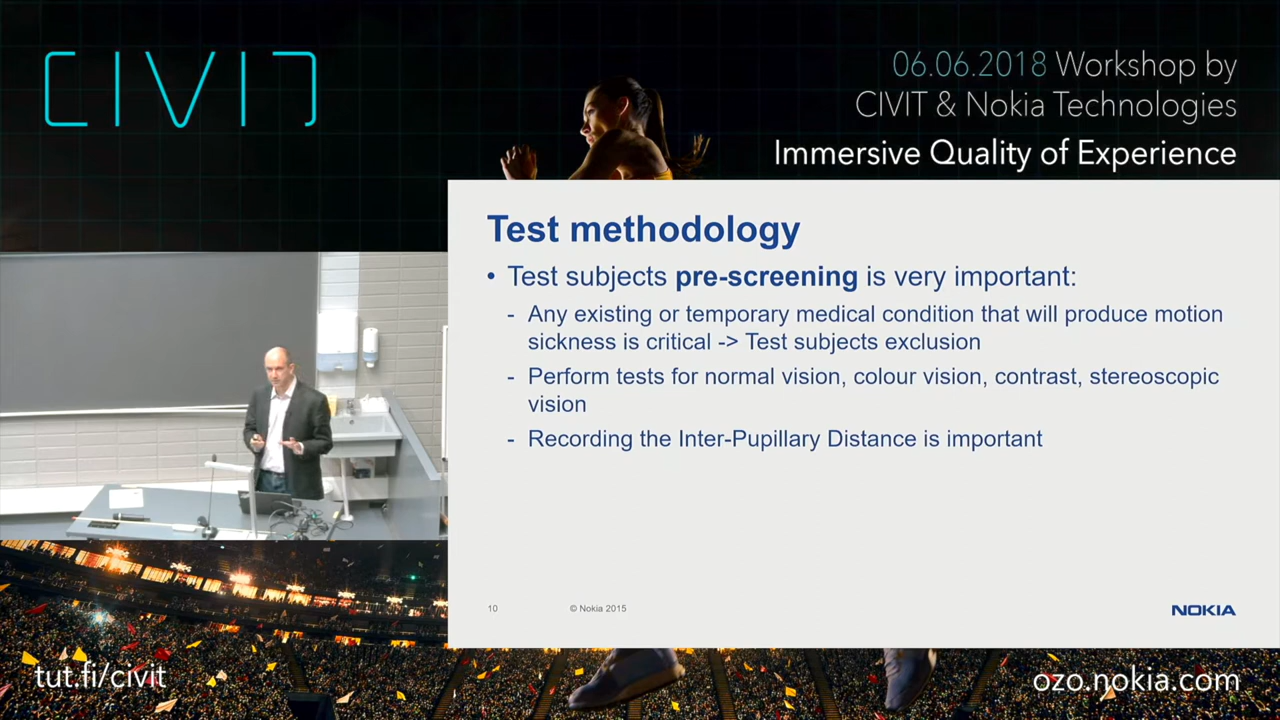 CIVIT
06.06.2018 Workshop by
CIVIT & Nokia Technologies
Immersive Quality of Experience
Test methodology
• Test subjects pre-screening is very important:
- Any existing or temporary medical condition that will produce motion
sickness is critical -> Test subjects exclusion
- Perform tests for normal vision, colour vision, contrast, stereoscopic
vision
- Recording the Inter-Pupillary Distance is important
10
© Nokia 2015
NOKIA
tut.fi/civit
ozo.nokia.com